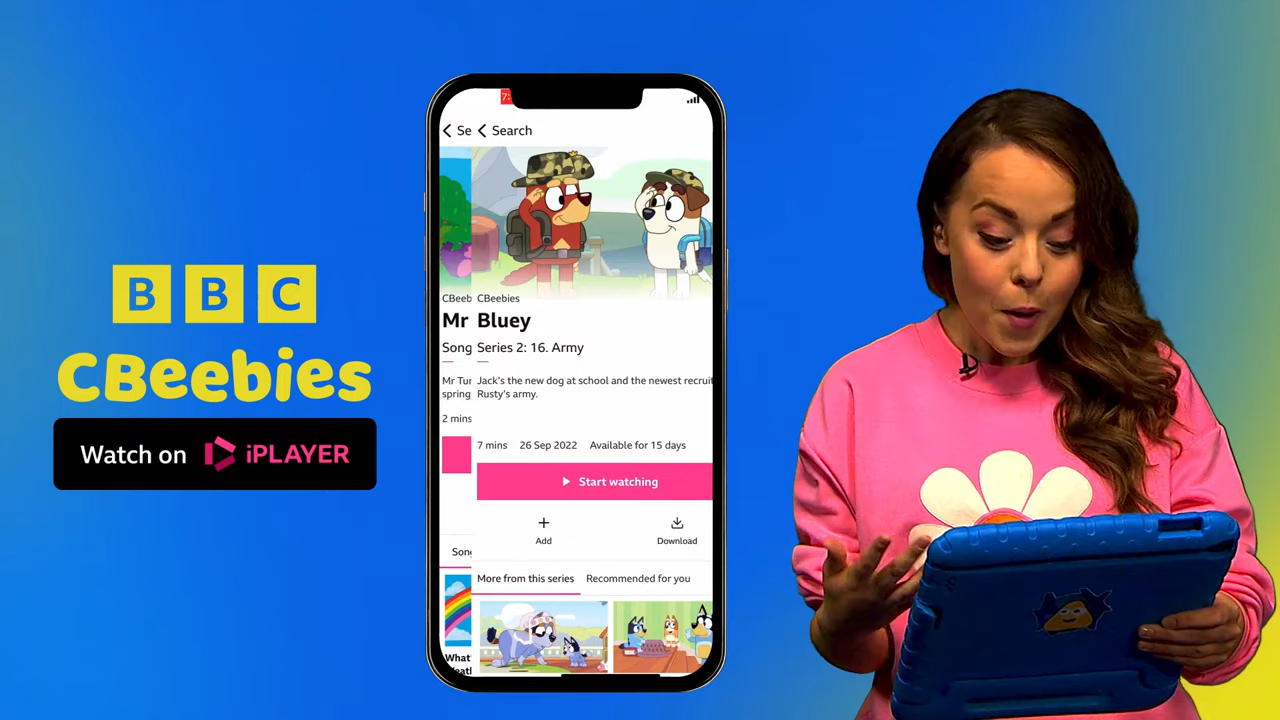 BBC
CBeebies
Watch on iPLAYER
7:
Se
Search
CBeeb
CBeebies
Mr
Bluey
Song
Series 2: 16. Army
Mr Tur
Jack's the new dog at school and the newest recruit
spring
Rusty's army.
2 mins
7 mins 26 Sep 2022 Available for 15 days
Start watching
Add
Download
Song
More from this series
Recommended for you
What'